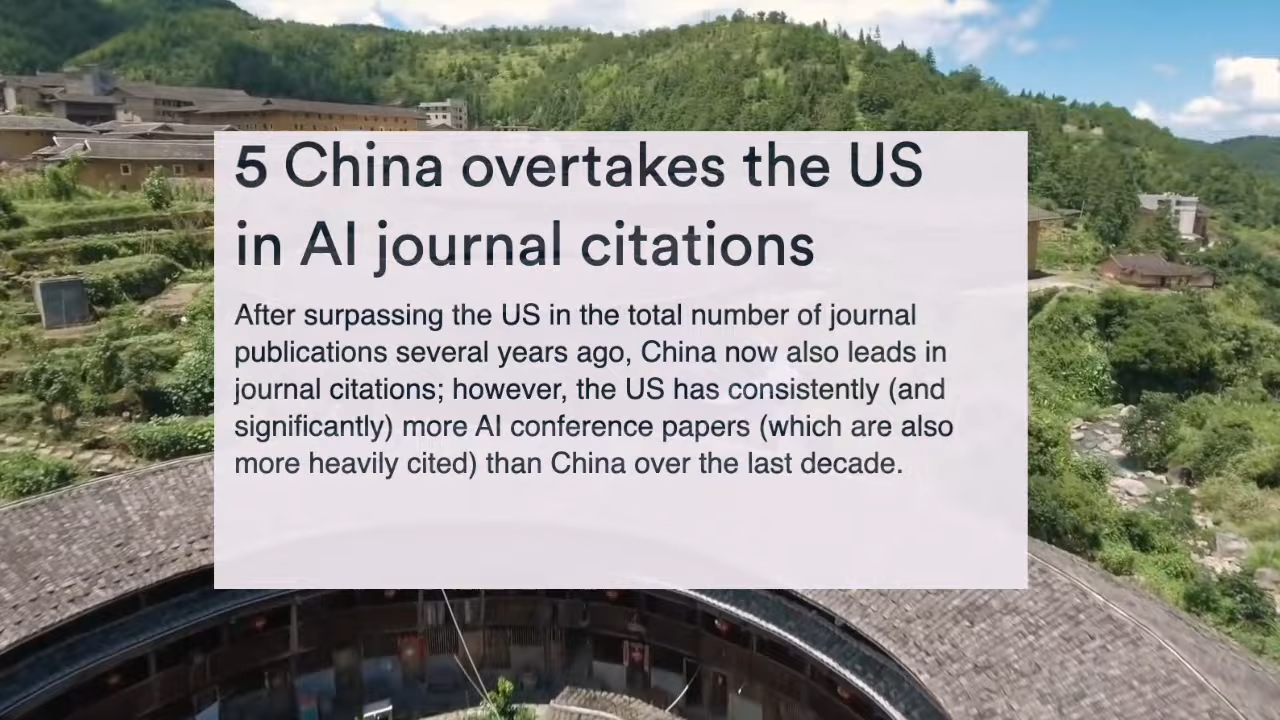 5 China overtakes the US
in AI journal citations
After surpassing the US in the total number of journal
publications several years ago, China now also leads in
journal citations; however, the US has consistently (and
significantly) more AI conference papers (which are also
more heavily cited) than China over the last decade.